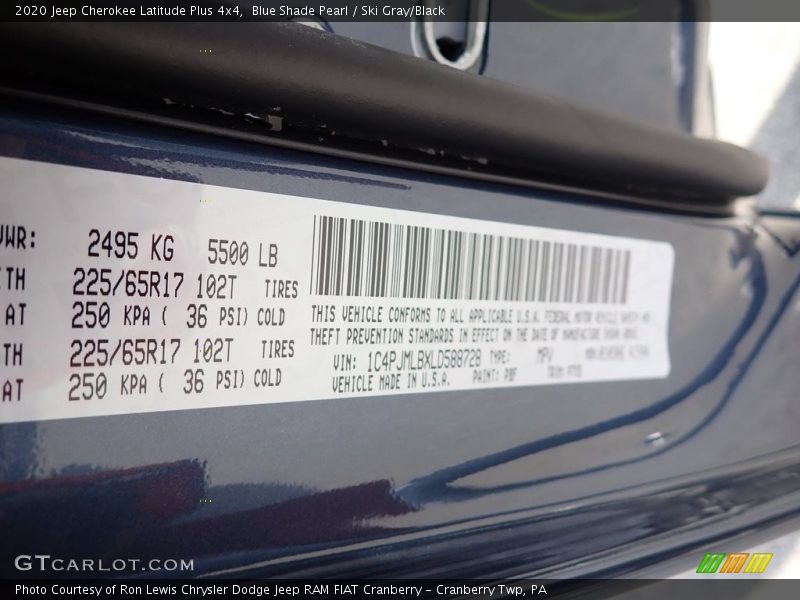 2020 Jeep Cherokee Latitude Plus 4x4,  Blue Shade Pearl / Ski Gray/Black
VWR: 2495 KG 5500 LB
TH 225/65R17 102T TIRES
AT 250 KPA ( 36 PSI) COLD
TH 225/65R17 102T TIRES
AT 250 KPA ( 36 PSI) COLD
THIS VEHICLE CONFORMS TO ALL APPLICABLE U.S.A. FEDERAL MOTOR VEHICLE
THEFT PREVENTION STANDARDS IN EFFECT ON THE DATE OF MANUFACTURE SHOWN ABOVE.
VIN: 1C4PJMLBXLD588728 TYPE: MPV
VEHICLE MADE IN U.S.A. PAINT: PBF TRIM:
GTCARLOT.COM
Photo Courtesy of Ron Lewis Chrysler Dodge Jeep RAM FIAT Cranberry – Cranberry Twp, PA